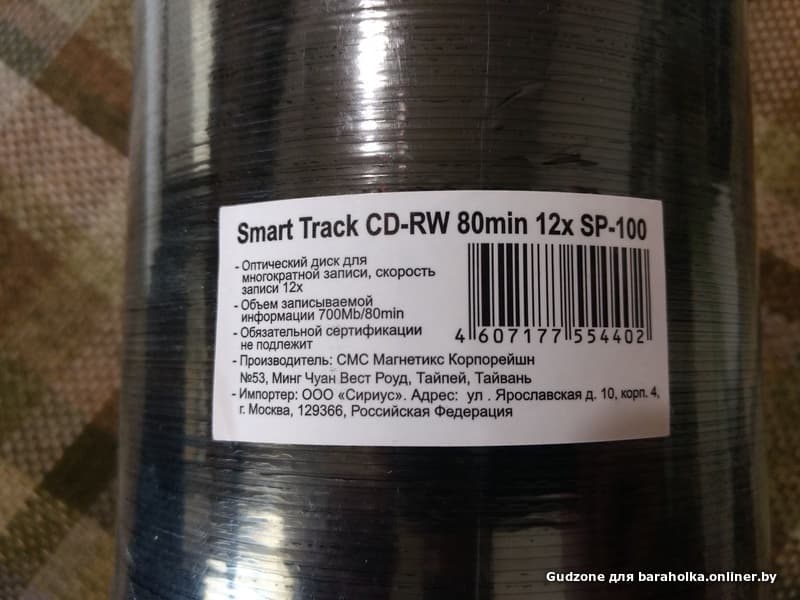 Smart Track CD-RW 80min 12x SP-100
- Оптический диск для
многократной записи, скорость
записи 12x
- Объем записываемой
информации 700Mb/80min
- Обязательной сертификации
не подлежит
4 607177 554402
- Производитель: СМС Магнетикс Корпорейшн
№53, Минг Чуан Вест Роуд, Тайпей, Тайвань
- Импортер: ООО «Сириус». Адрес: ул . Ярославская д. 10, корп. 4,
г. Москва, 129366, Российская Федерация
Gudzone для baraholka.onliner.by